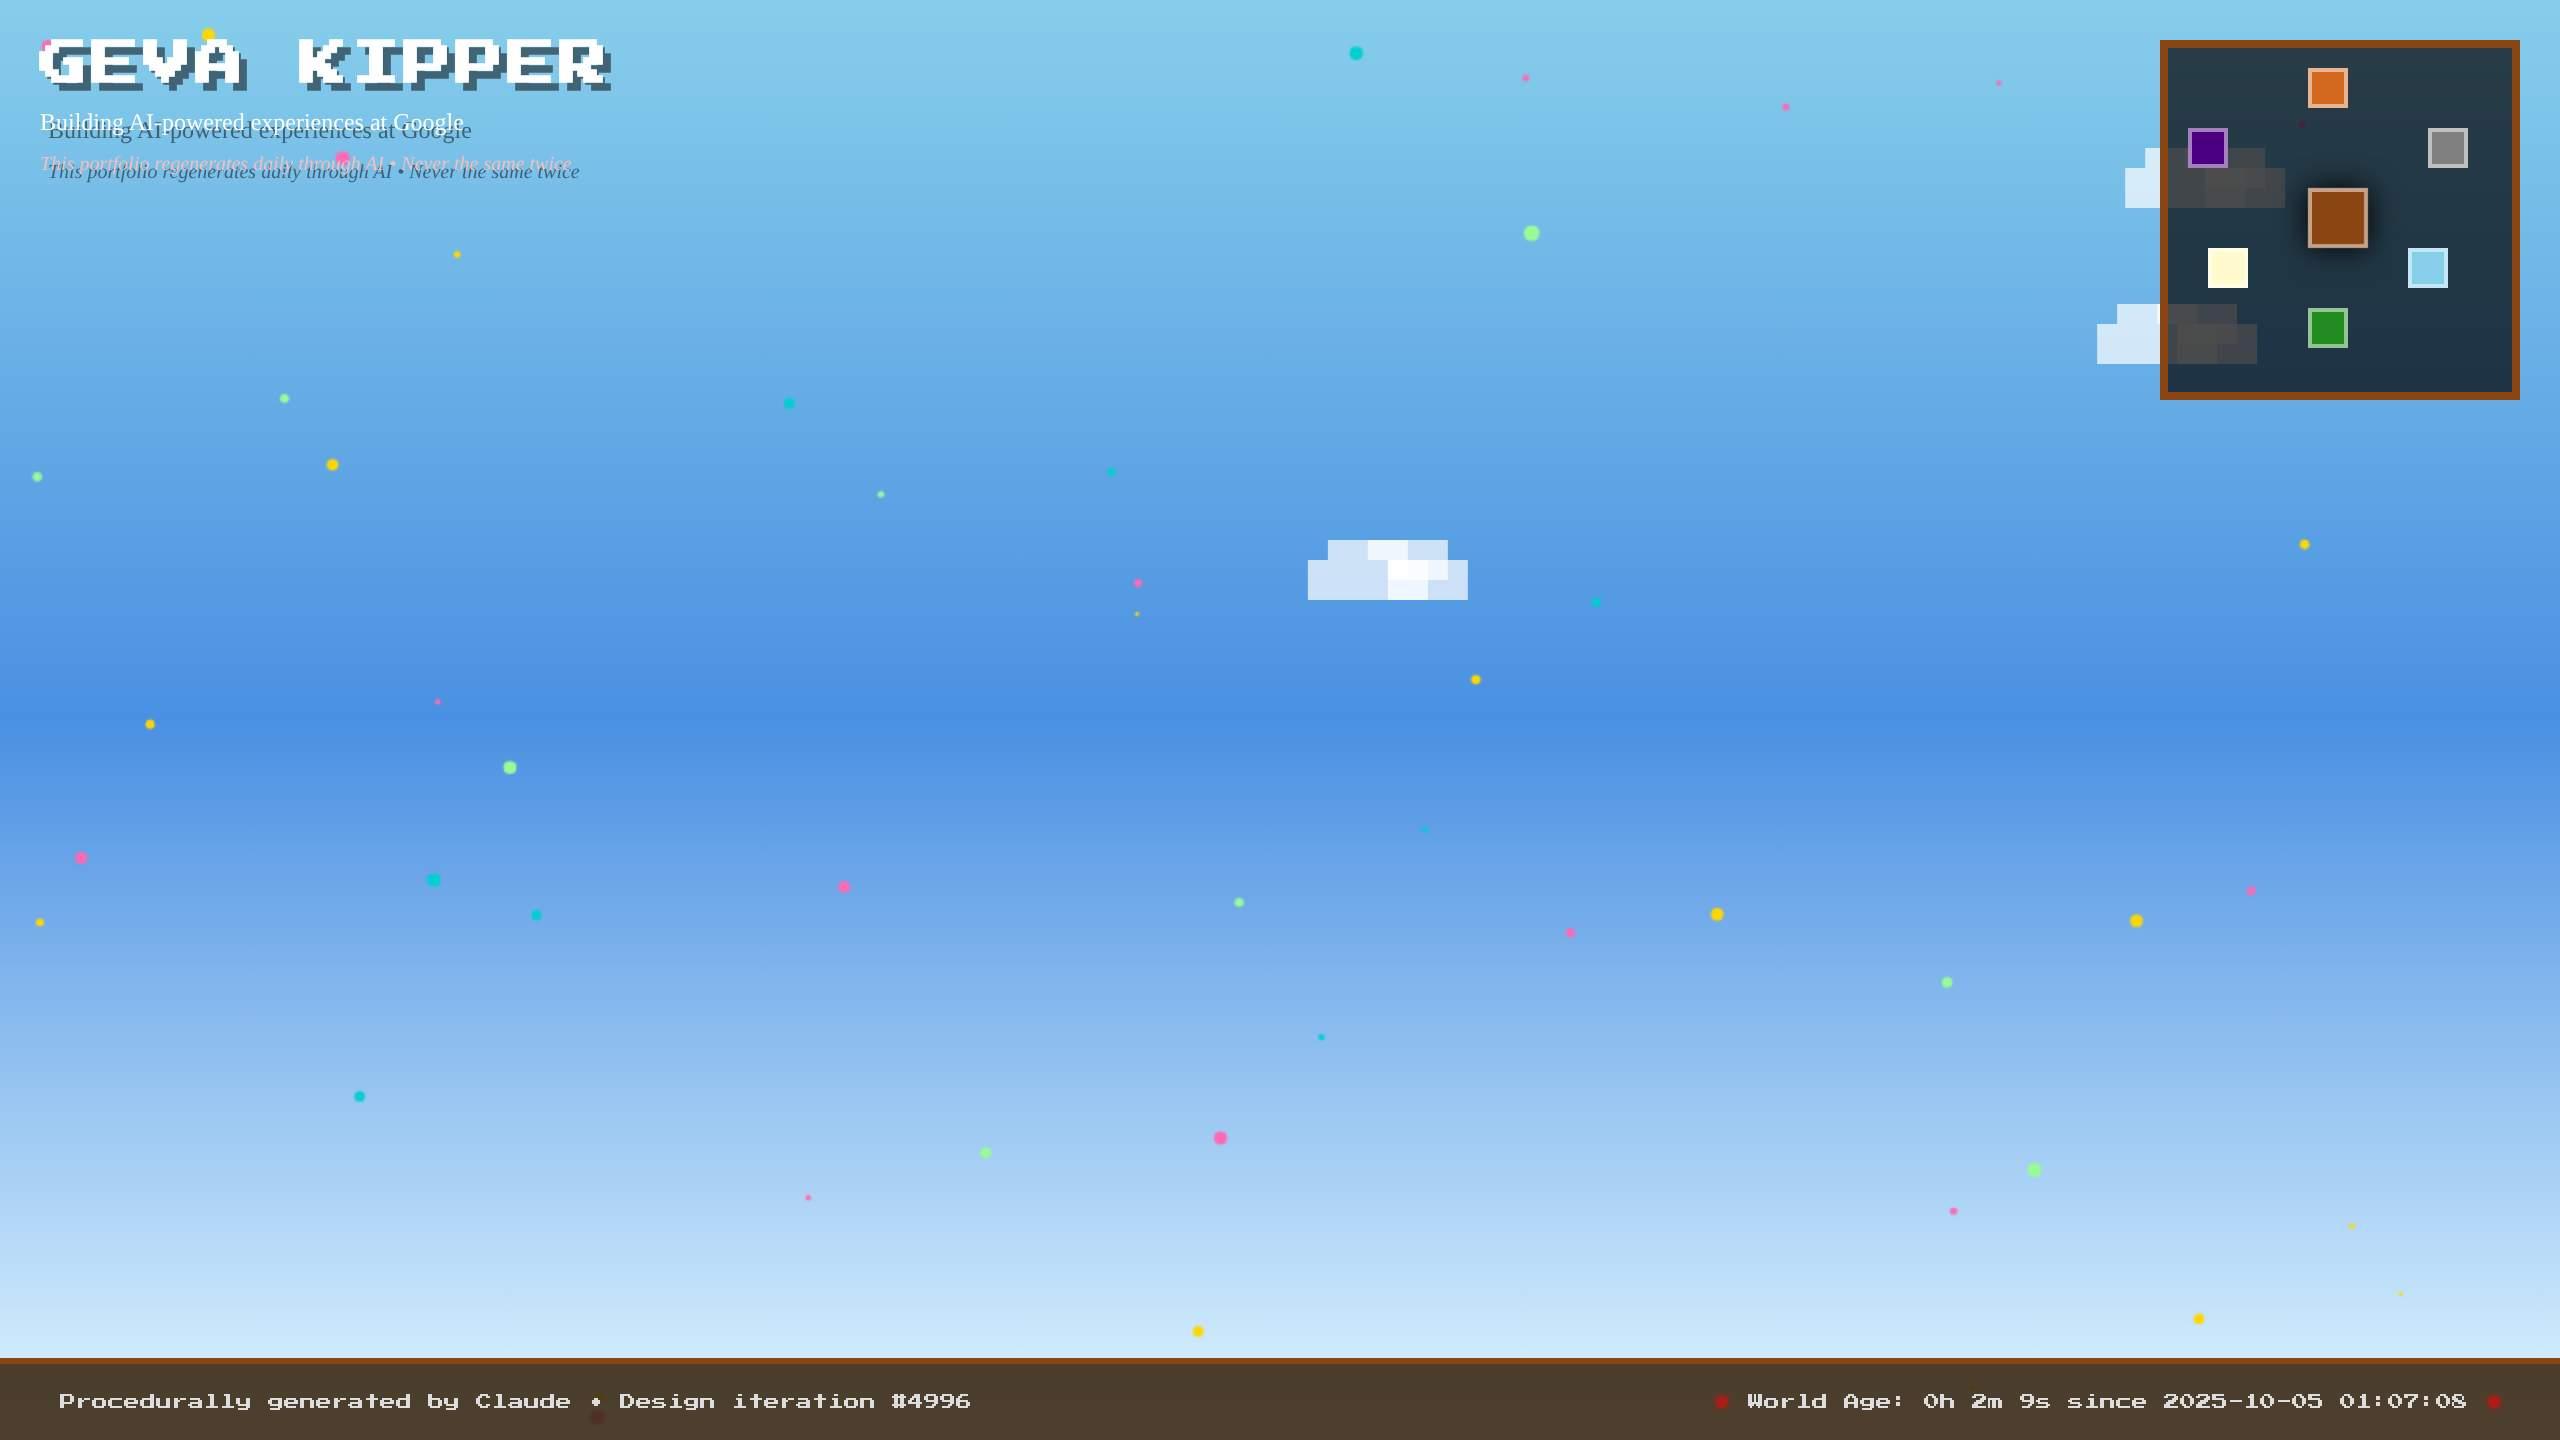 GEVA KIPPER
Building AI-powered experiences at Google
This portfolio regenerates daily through AI • Never the same twice
Procedurally generated by Claude • Design iteration #4996
World Age: 0h 2m 9s since 2025-10-05 01:07:08